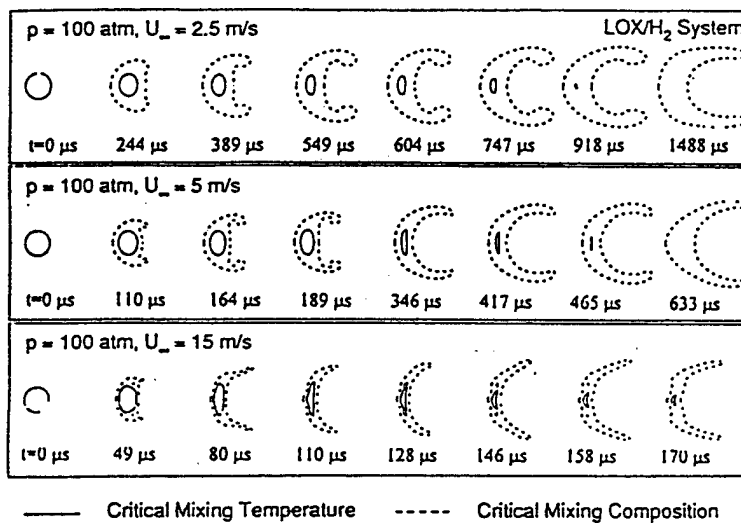 p = 100 atm, U∞ = 2.5 m/s LOX/H₂ System
t=0 µs 244 µs 389 µs 549 µs 604 µs 747 µs 918 µs 1488 µs
p = 100 atm, U∞ = 5 m/s
t=0 µs 110 µs 164 µs 189 µs 346 µs 417 µs 465 µs 633 µs
p = 100 atm, U∞ = 15 m/s
t=0 µs 49 µs 80 µs 110 µs 128 µs 146 µs 158 µs 170 µs
Critical Mixing Temperature Critical Mixing Composition